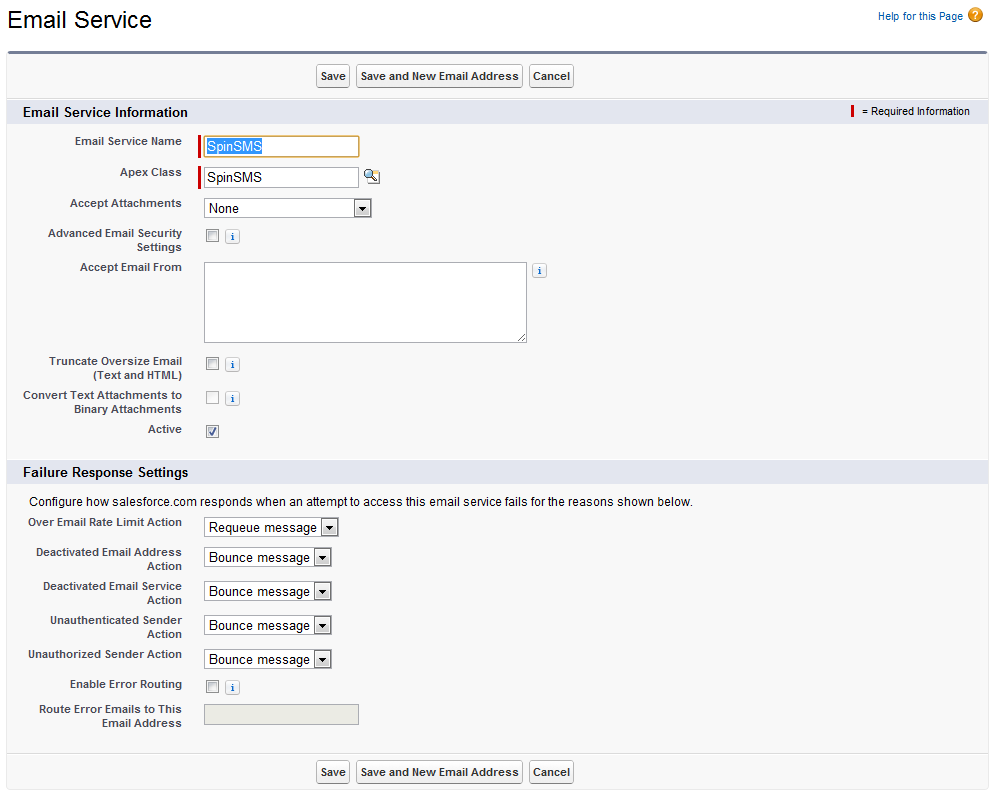 Email Service
Help for this Page ?
Save Save and New Email Address Cancel
Email Service Information
= Required Information
Email Service Name SpinSMS
Apex Class SpinSMS
Accept Attachments None
Advanced Email Security
Settings i
Accept Email From i
Truncate Oversize Email
(Text and HTML) i
Convert Text Attachments to
Binary Attachments i
Active
Failure Response Settings
Configure how salesforce.com responds when an attempt to access this email service fails for the reasons shown below.
Over Email Rate Limit Action Requeue message
Deactivated Email Address
Action Bounce message
Deactivated Email Service
Action Bounce message
Unauthenticated Sender
Action Bounce message
Unauthorized Sender Action Bounce message
Enable Error Routing i
Route Error Emails to This
Email Address
Save Save and New Email Address Cancel